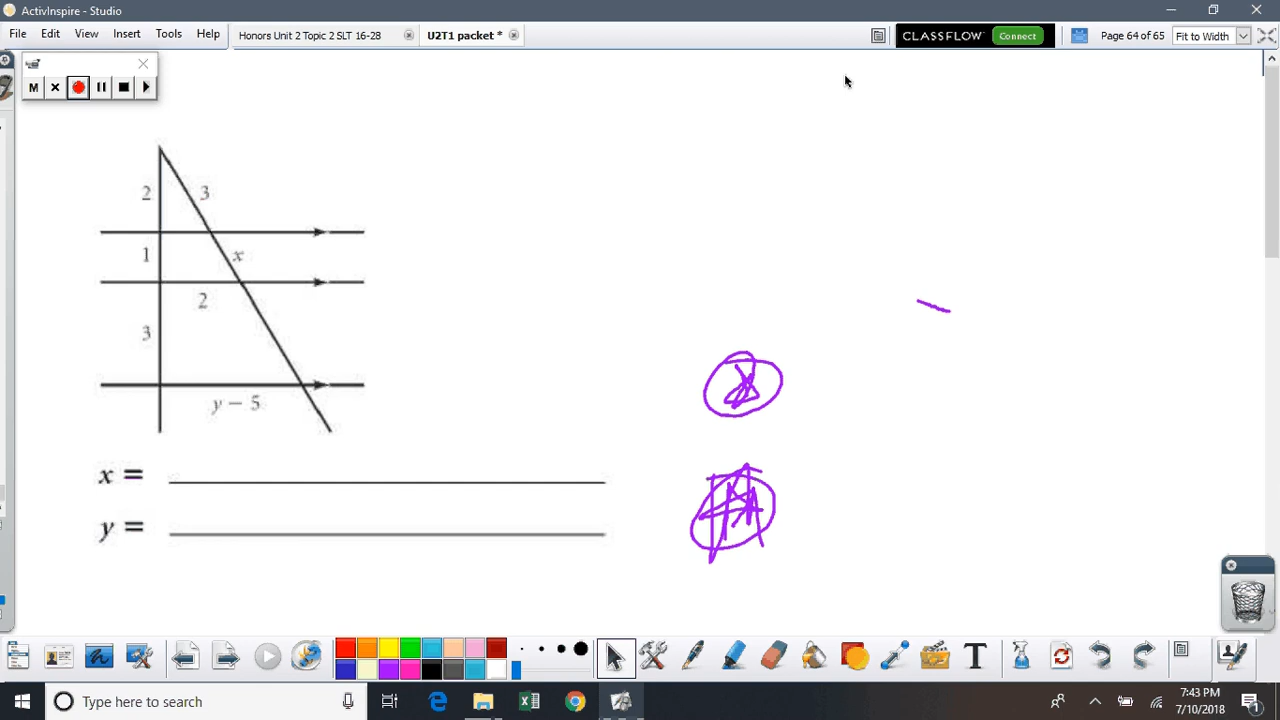 ActivInspire - Studio
File Edit View Insert Tools Help
Honors Unit 2 Topic 2 SLT 16-28
U2T1 packet *
CLASSFLOW Connect
Page 64 of 65
Fit to Width
M
2 3
1 x
2
3
y − 5
x =
y =
T
Type here to search
7:43 PM
7/10/2018
1